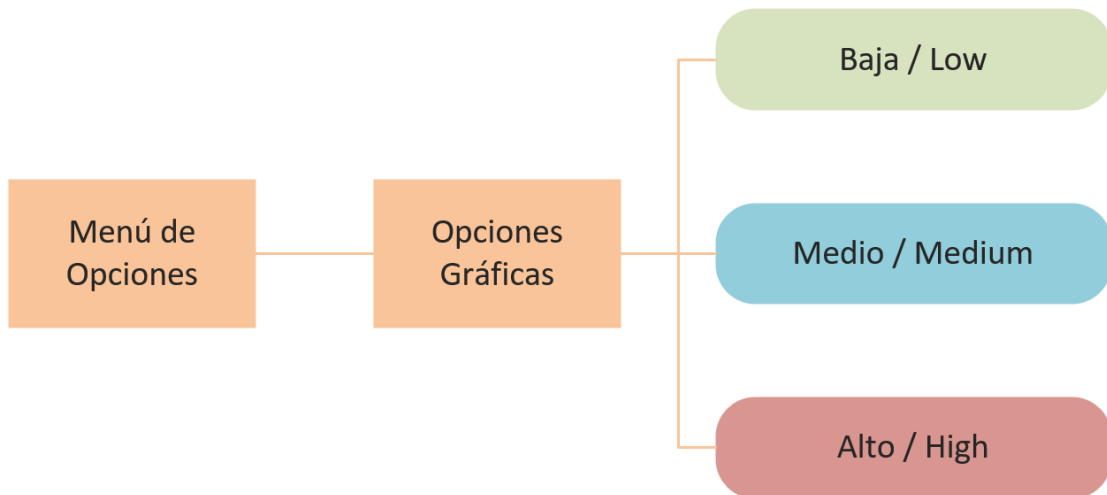 Menú de
Opciones
Opciones
Gráficas
Baja / Low
Medio / Medium
Alto / High